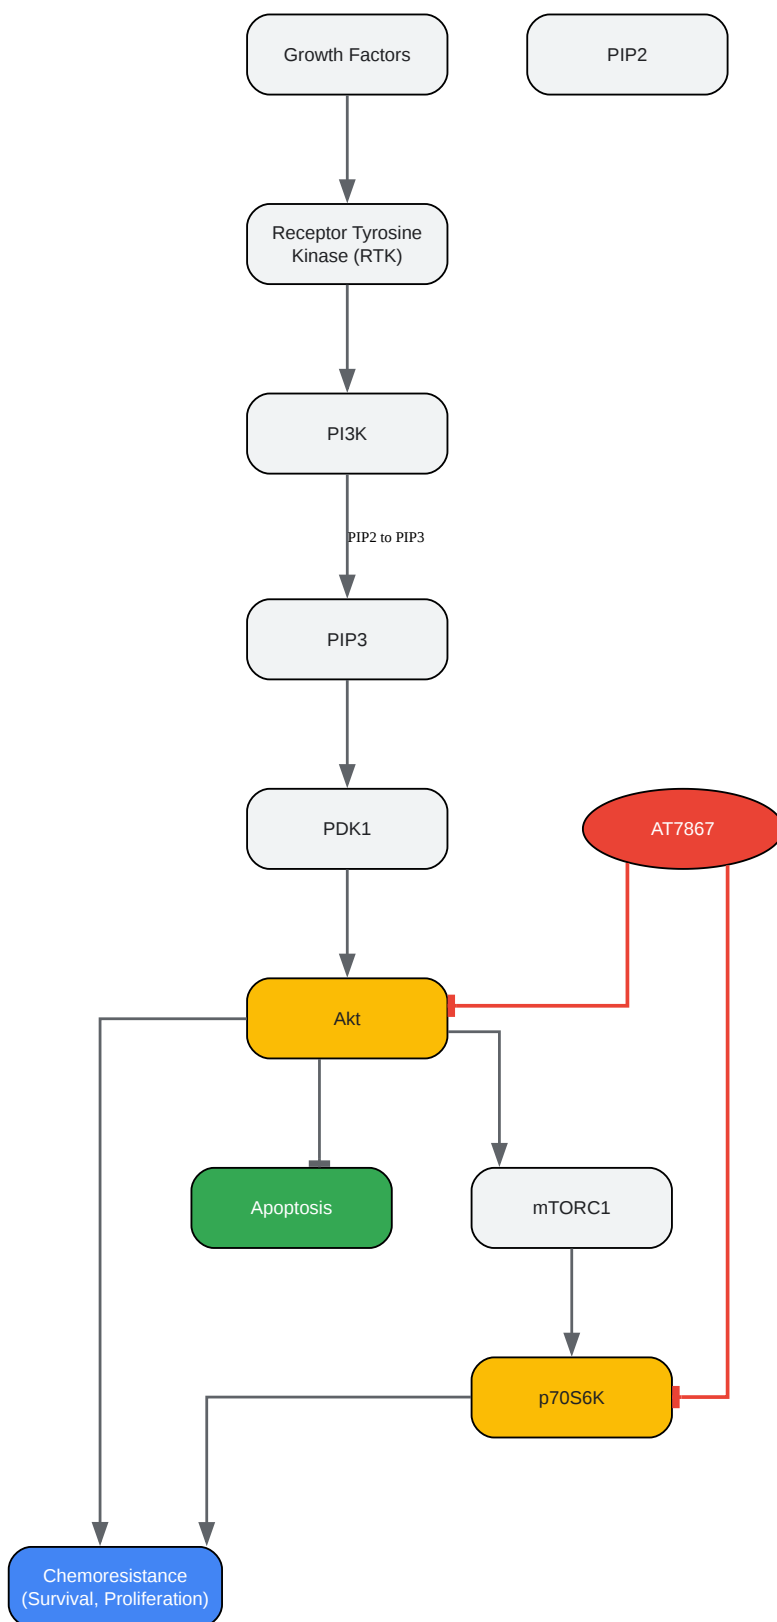 Growth Factors
PIP2
Receptor Tyrosine
Kinase (RTK)
PI3K
PIP2 to PIP3
PIP3
PDK1
AT7867
Akt
Apoptosis
mTORC1
p70S6K
Chemoresistance
(Survival, Proliferation)